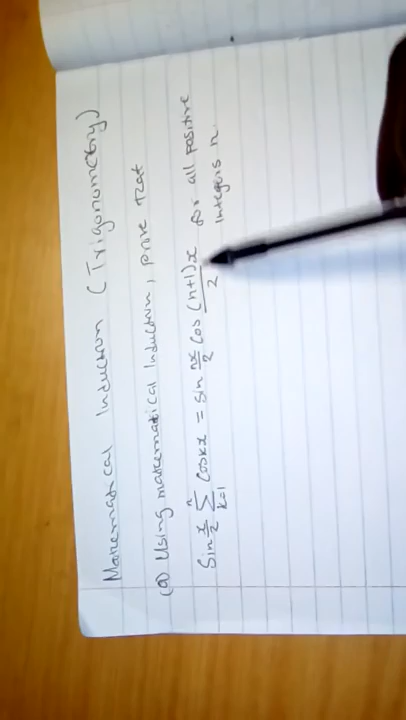 Mathematical Induction (Trigonometry)
(a) Using mathematical Induction, prove that
Sin x/2 ∑_{k=1}^{n} cos kx = sin nx/2 cos (n+1)x/2 for all positive
integers n.